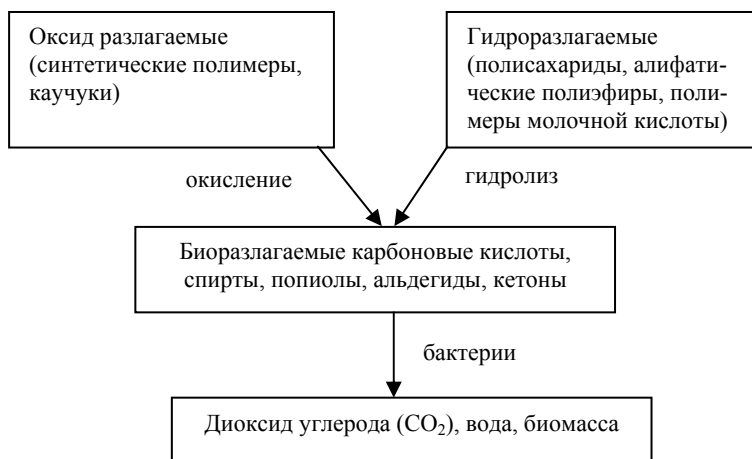 Оксид разлагаемые
(синтетические полимеры,
каучуки)
Гидроразлагаемые
(полисахариды, алифати-
ческие полиэфиры, поли-
меры молочной кислоты)
окисление
гидролиз
Биоразлагаемые карбоновые кислоты,
спирты, попиолы, альдегиды, кетоны
бактерии
Диоксид углерода (CO₂), вода, биомасса